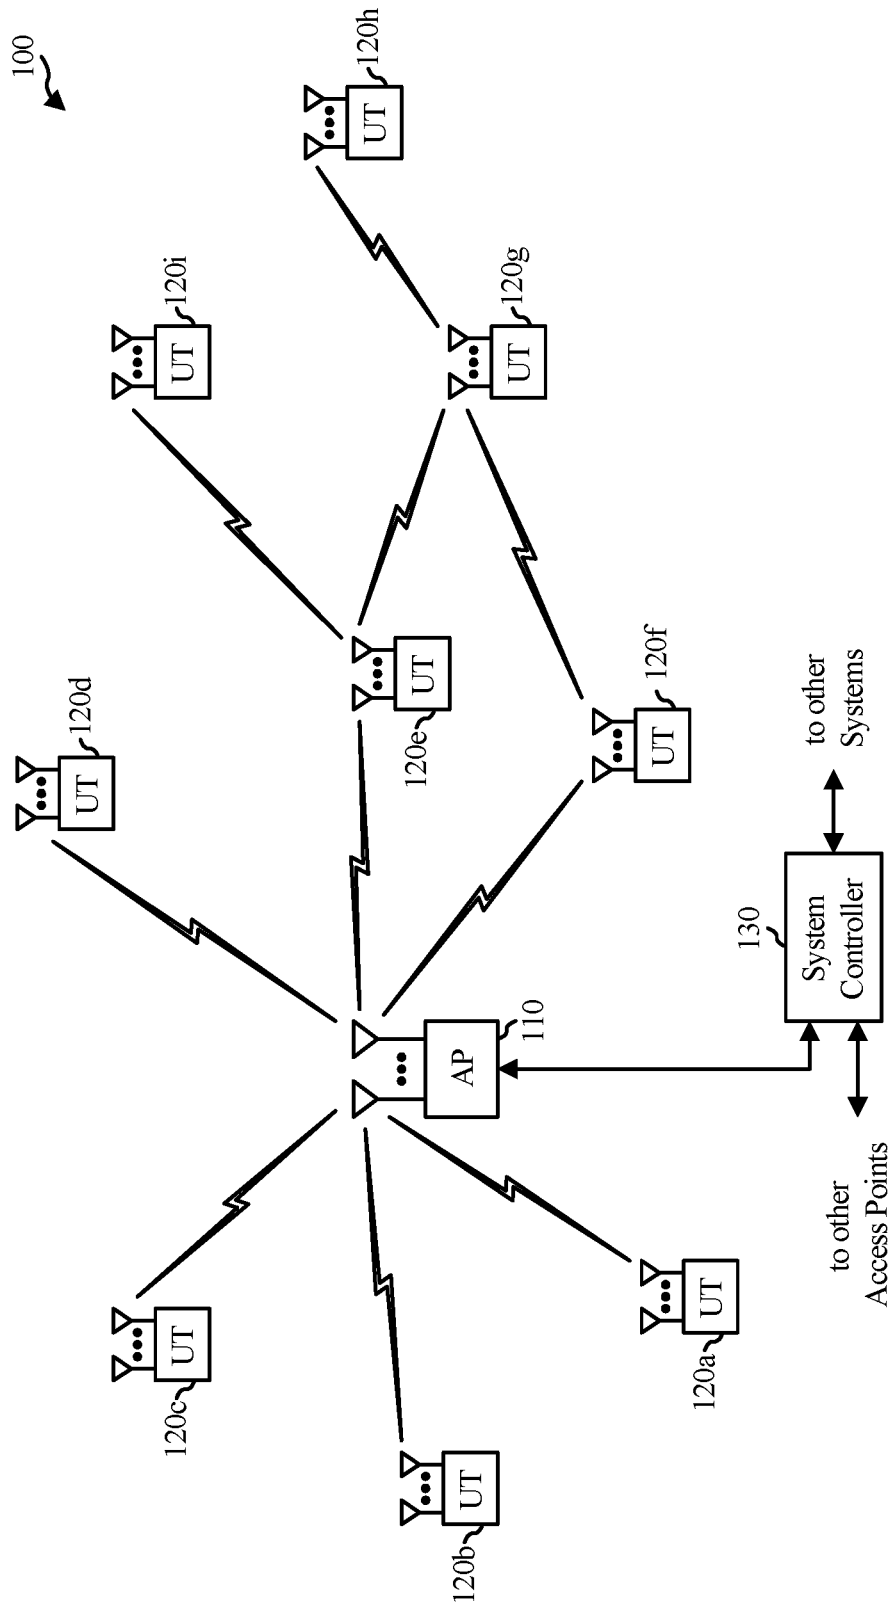 100
UT
120d
UT
120c
UT
120i
UT
120h
UT
120b
AP
110
UT
120e
UT
120g
UT
120a
UT
120f
130
System
Controller
to other
Access Points
to other
Systems